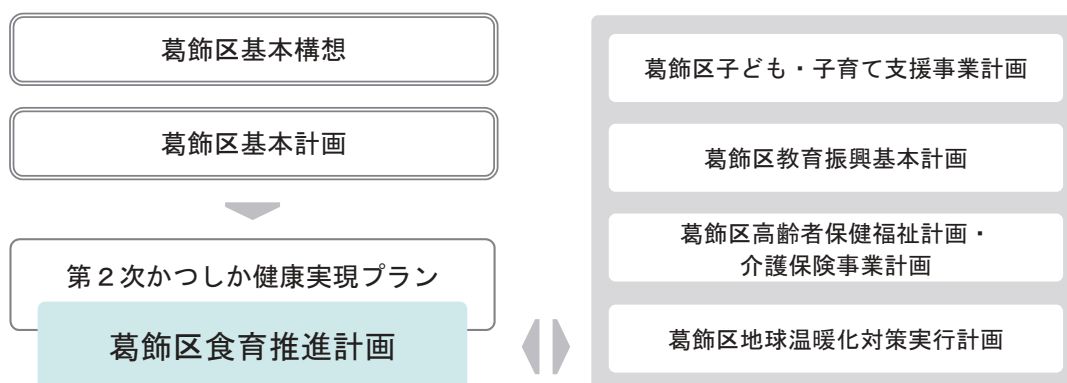 葛飾区基本構想
葛飾区基本計画
第２次かつしか健康実現プラン
葛飾区食育推進計画
葛飾区子ども・子育て支援事業計画
葛飾区教育振興基本計画
葛飾区高齢者保健福祉計画・
介護保険事業計画
葛飾区地球温暖化対策実行計画